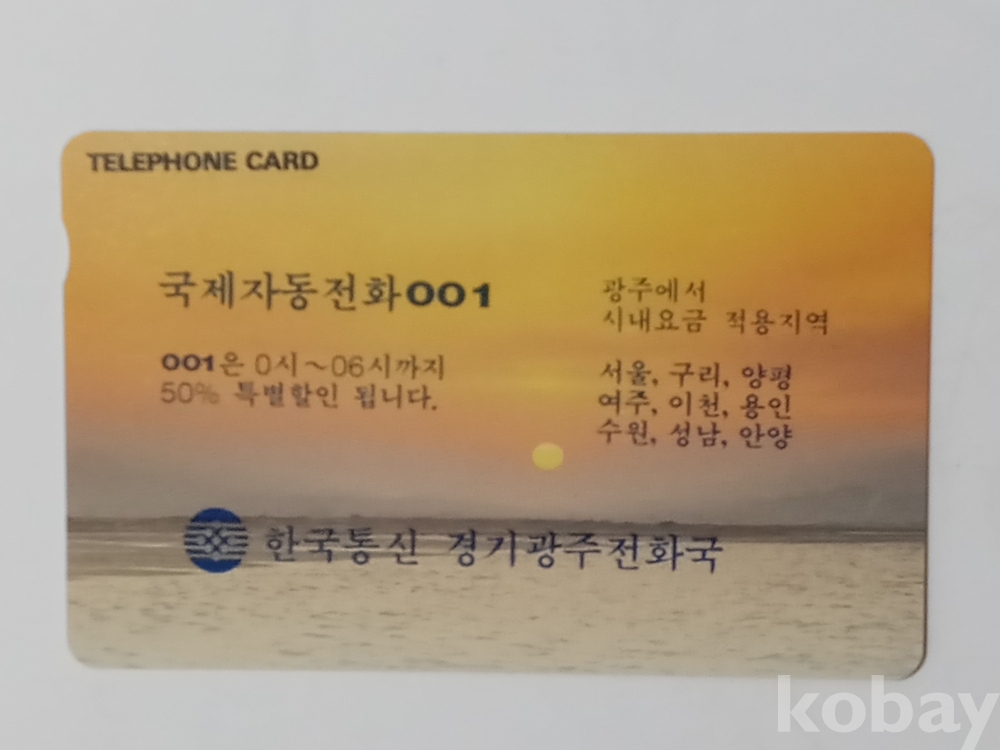 TELEPHONE CARD
국제자동전화001
001은 0시~06시까지
50% 특별할인 됩니다.
광주에서
시내요금 적용지역
서울, 구리, 양평
여주, 이천, 용인
수원, 성남, 안양
한국통신 경기광주전화국
kobay